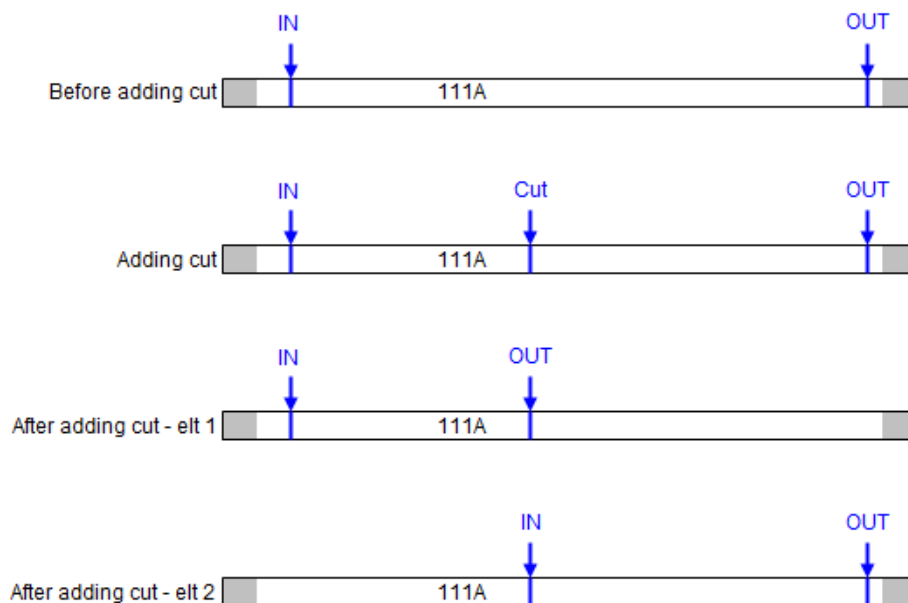 IN OUT
Before adding cut 111A
IN Cut OUT
Adding cut 111A
IN OUT
After adding cut - elt 1 111A
IN OUT
After adding cut - elt 2 111A